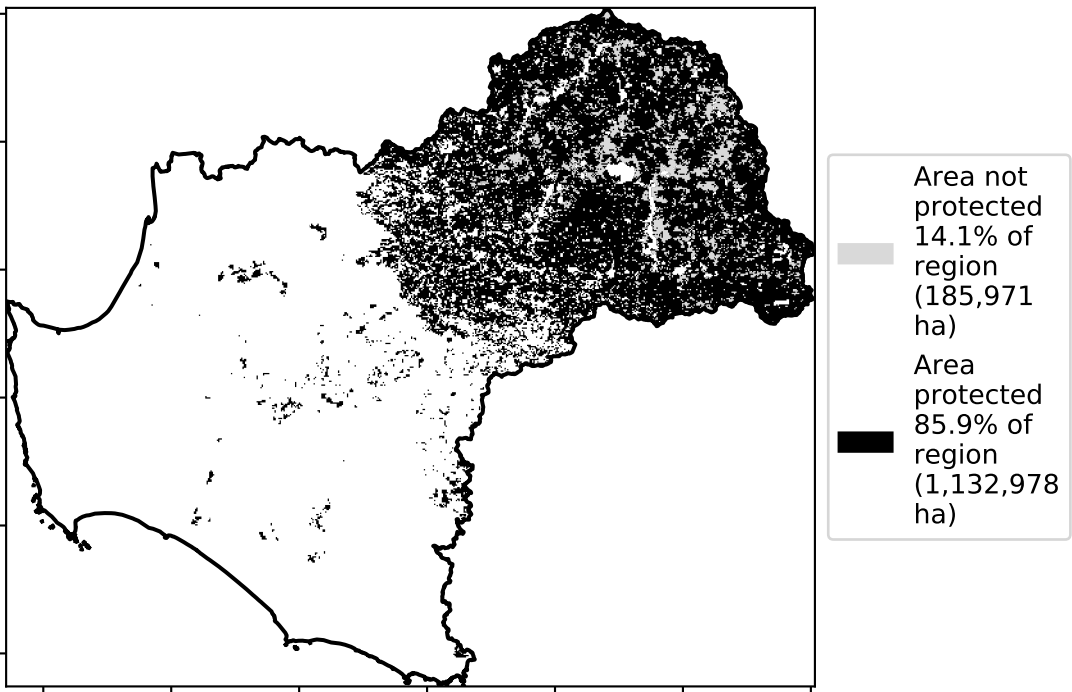 Area not
protected
14.1% of
region
(185,971
ha)
Area
protected
85.9% of
region
(1,132,978
ha)